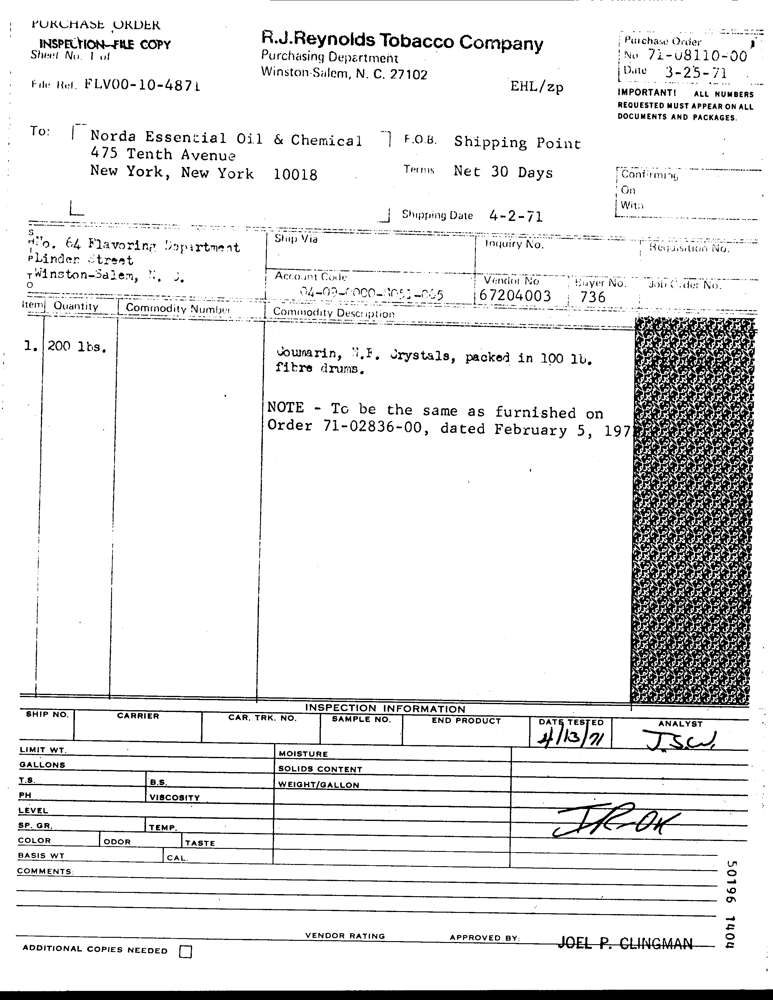 PURCHASE ORDER
INSPECTION—FILE COPY
Sheet No. 1 of
File Ref. FLV00-10-4871
R.J.Reynolds Tobacco Company
Purchasing Department
Winston-Salem, N. C. 27102
EHL/zp
Purchase Order
No 71-08110-00
Date 3-25-71
IMPORTANT! ALL NUMBERS
REQUESTED MUST APPEAR ON ALL
DOCUMENTS AND PACKAGES.
To: Norda Essential Oil & Chemical
475 Tenth Avenue
New York, New York 10018
F.O.B. Shipping Point
Terms Net 30 Days
Shipping Date 4-2-71
Confirming
On
With
SHIP TO
No. 64 Flavoring Department
Linden Street
Winston-Salem, N. C.
Ship Via
Inquiry No.
Requisition No.
Account Code
Vendor No. 67204003
Buyer No. 736
Job Order No.
Item Quantity Commodity Number Commodity Description
1. 200 lbs. Coumarin, N.F. Crystals, packed in 100 lb.
fibre drums.
NOTE - To be the same as furnished on
Order 71-02836-00, dated February 5, 197
INSPECTION INFORMATION
SHIP NO. CARRIER CAR, TRK. NO. SAMPLE NO. END PRODUCT DATE TESTED ANALYST
4/13/71 J.S.W.
LIMIT WT. MOISTURE
GALLONS SOLIDS CONTENT
T.S. B.S. WEIGHT/GALLON
PH VISCOSITY
LEVEL
SP. GR. TEMP.
COLOR ODOR TASTE
BASIS WT CAL.
COMMENTS:
VENDOR RATING APPROVED BY: JOEL P. CLINGMAN
ADDITIONAL COPIES NEEDED
50196 1404